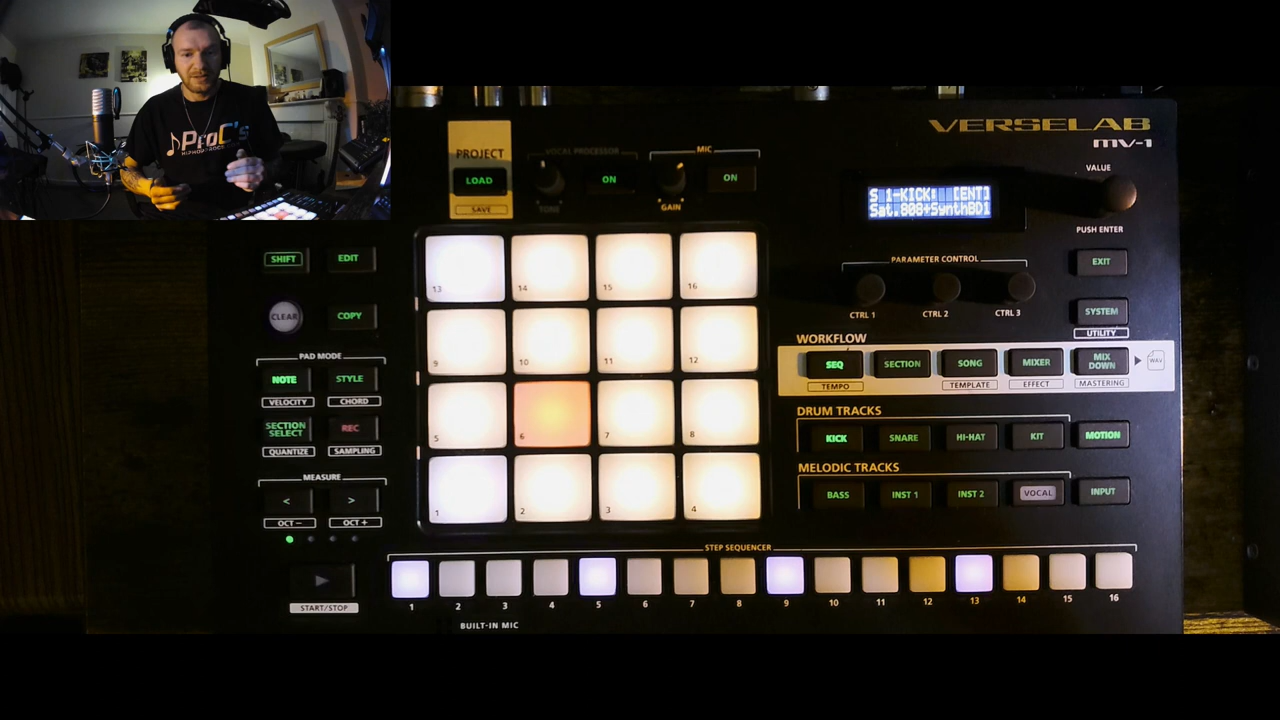 ProC's
VERSELAB
MV-1
PROJECT
LOAD
SAVE
VOCAL PROCESSOR
ON
TONE
MIC
ON
GAIN
S 1-KICK: [ENT]
Sat.808+SynthBD1
VALUE
PUSH ENTER
SHIFT
EDIT
CLEAR
COPY
EXIT
PARAMETER CONTROL
CTRL 1
CTRL 2
CTRL 3
SYSTEM
UTILITY
WORKFLOW
SEQ
SECTION
SONG
MIXER
MIX DOWN
WAV
TEMPO
TEMPLATE
EFFECT
MASTERING
DRUM TRACKS
KICK
SNARE
HI-HAT
KIT
MOTION
MELODIC TRACKS
BASS
INST 1
INST 2
VOCAL
INPUT
PAD MODE
NOTE
STYLE
VELOCITY
CHORD
SECTION SELECT
REC
QUANTIZE
SAMPLING
MEASURE
<
>
OCT −
OCT +
START/STOP
13
14
15
16
9
10
11
12
5
6
7
8
1
2
3
4
STEP SEQUENCER
1 2 3 4 5 6 7 8 9 10 11 12 13 14 15 16
BUILT-IN MIC